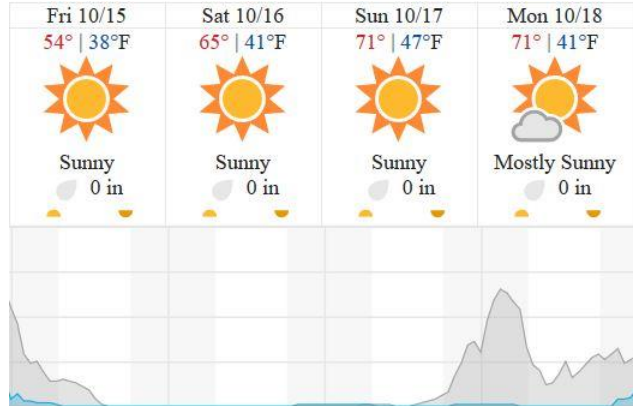 Fri 10/15 Sat 10/16 Sun 10/17 Mon 10/18
54° | 38°F 65° | 41°F 71° | 47°F 71° | 41°F
Sunny Sunny Sunny Mostly Sunny
0 in 0 in 0 in 0 in